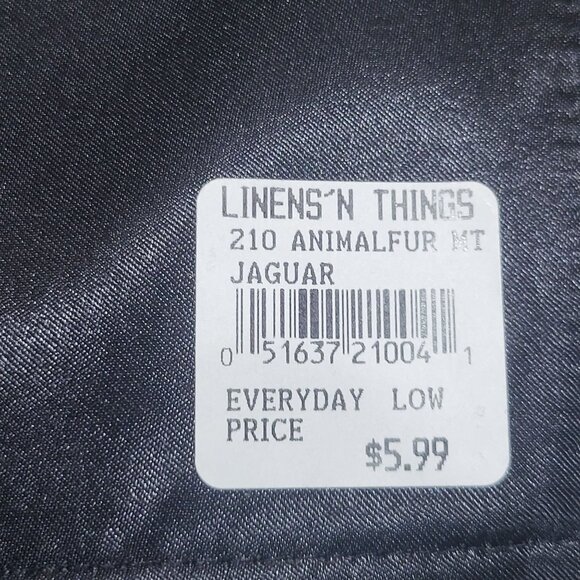 LINENS'N THINGS
210 ANIMALFUR MT
JAGUAR
0 51637 21004 1
EVERYDAY LOW
PRICE
$5.99